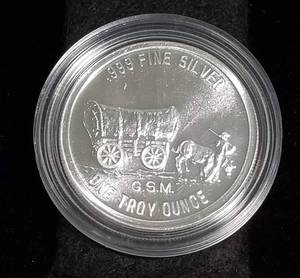 .999 FINE SILVER
G.S.M.
ONE TROY OUNCE